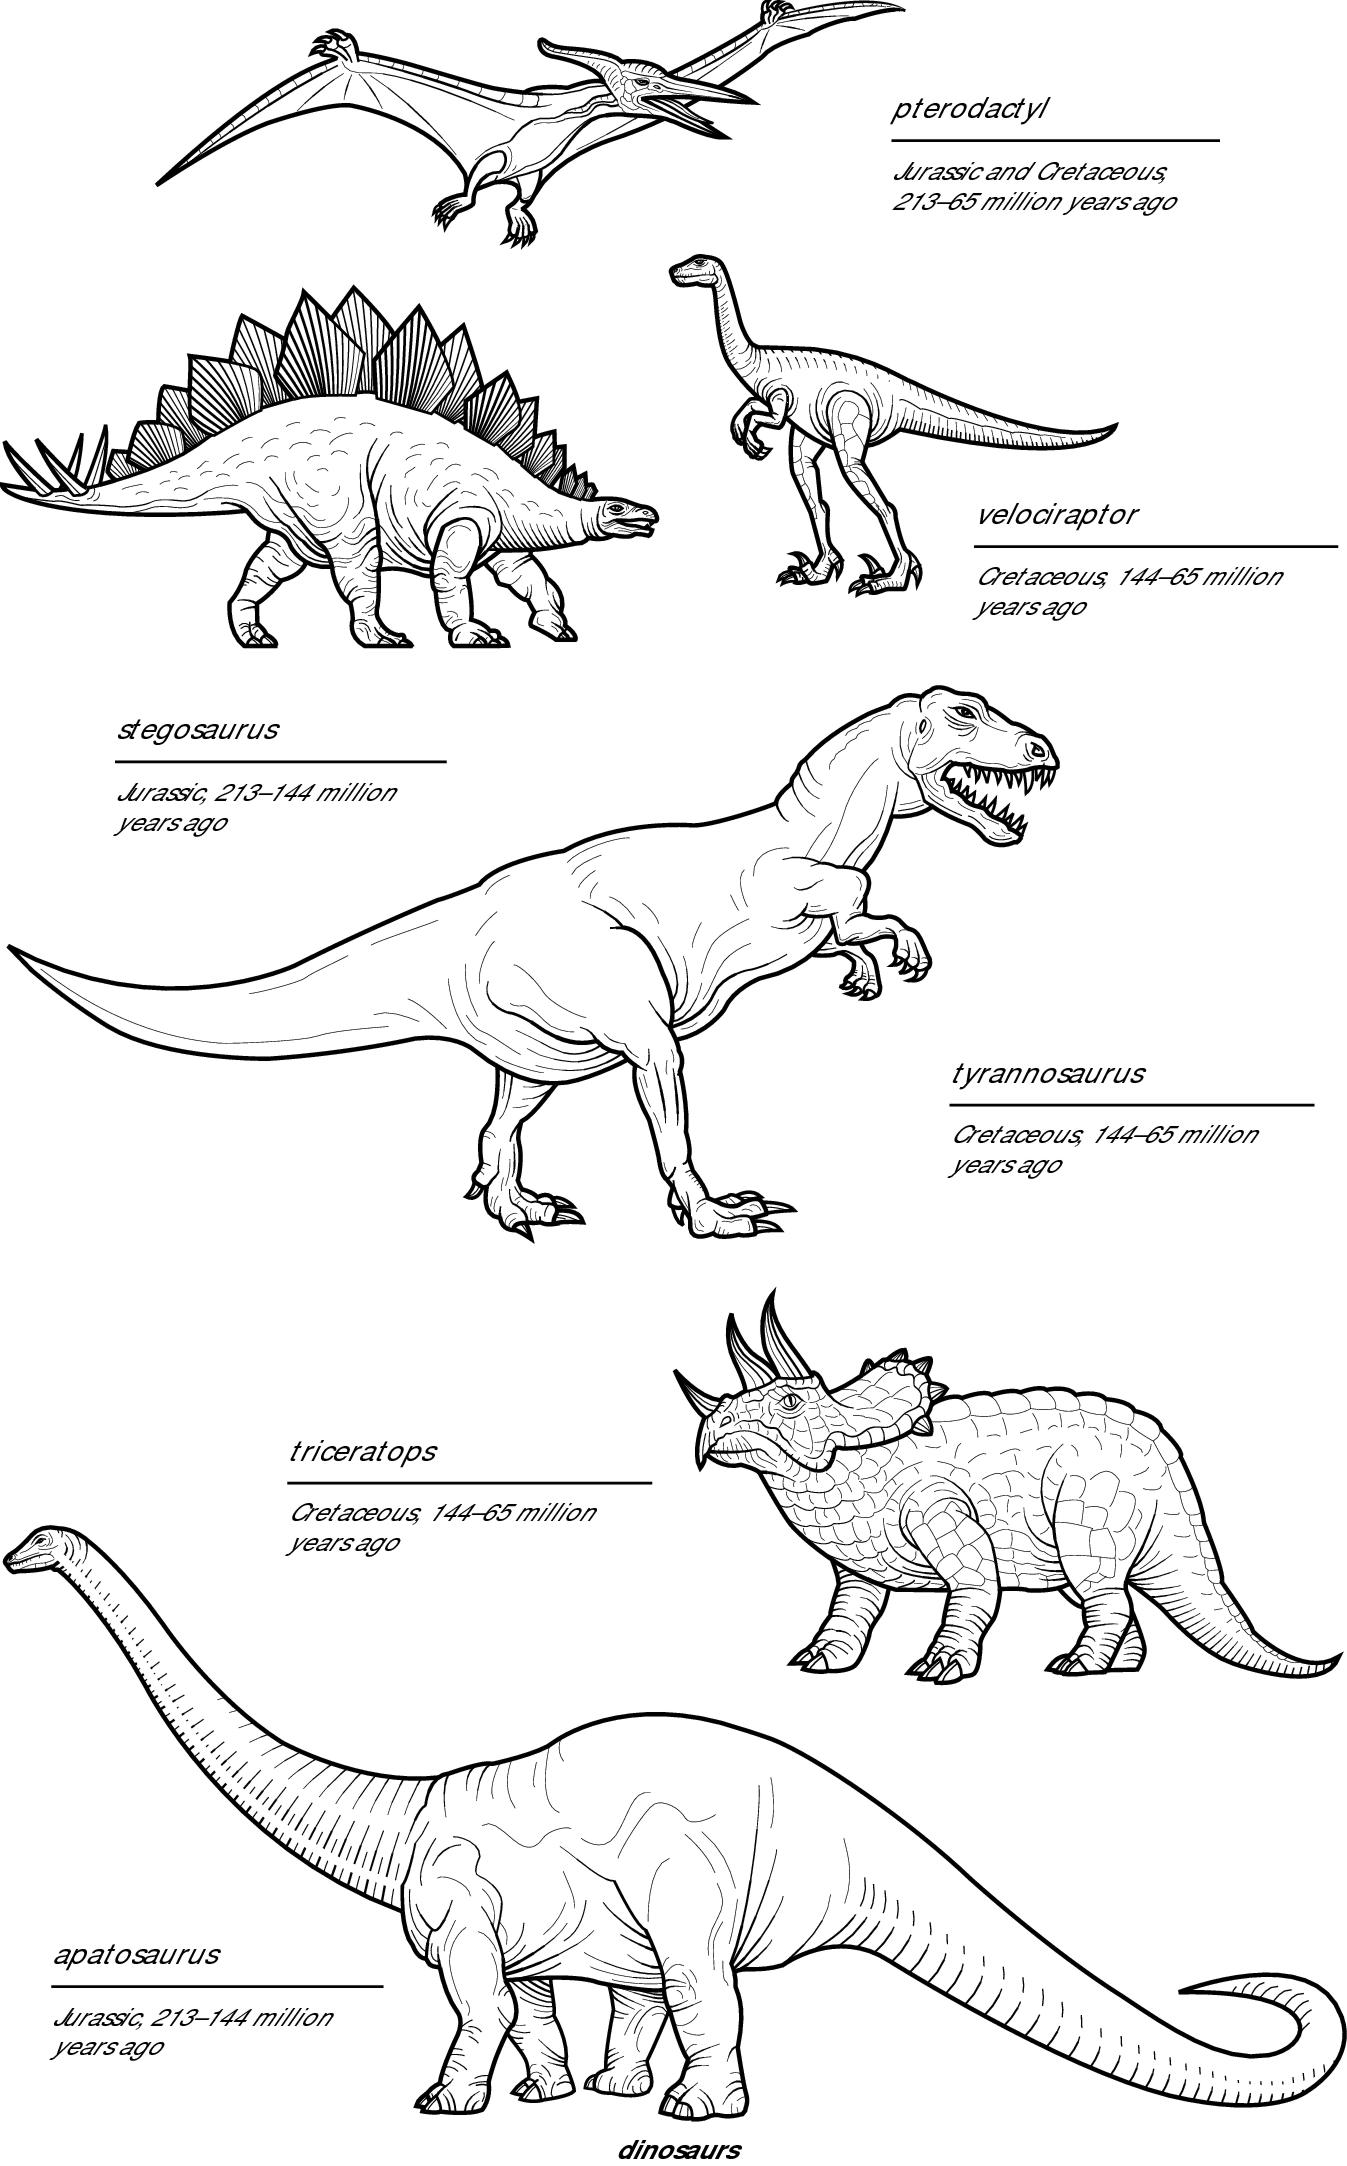 pterodactyl
Jurassic and Cretaceous,
213–65 million years ago
velociraptor
Cretaceous, 144–65 million
years ago
stegosaurus
Jurassic, 213–144 million
years ago
tyrannosaurus
Cretaceous, 144–65 million
years ago
triceratops
Cretaceous, 144–65 million
years ago
apatosaurus
Jurassic, 213–144 million
years ago
dinosaurs